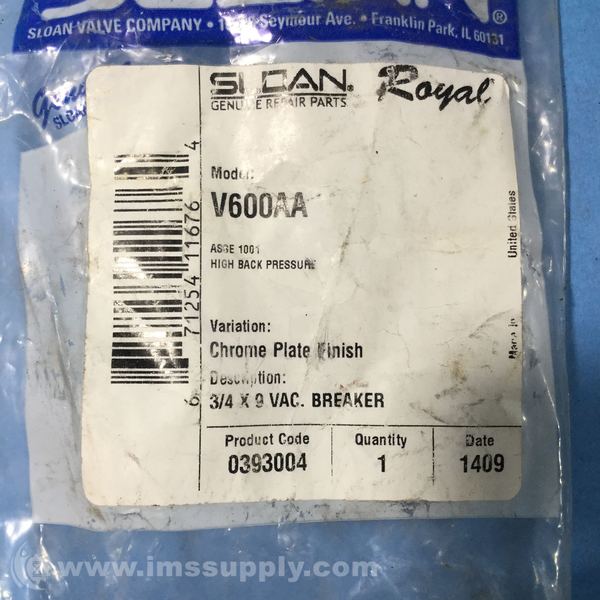 SLOAN VALVE COMPANY • Seymour Ave. • Franklin Park, IL 60131
SLOAN® Royal
GENUINE REPAIR PARTS
Model:
V600AA
ASSE 1001
HIGH BACK PRESSURE
Variation:
Chrome Plate Finish
Description:
3/4 X 9 VAC. BREAKER
Product Code Quantity Date
0393004 1 1409
Made in United States
6 71254 11676 4
www.imssupply.com